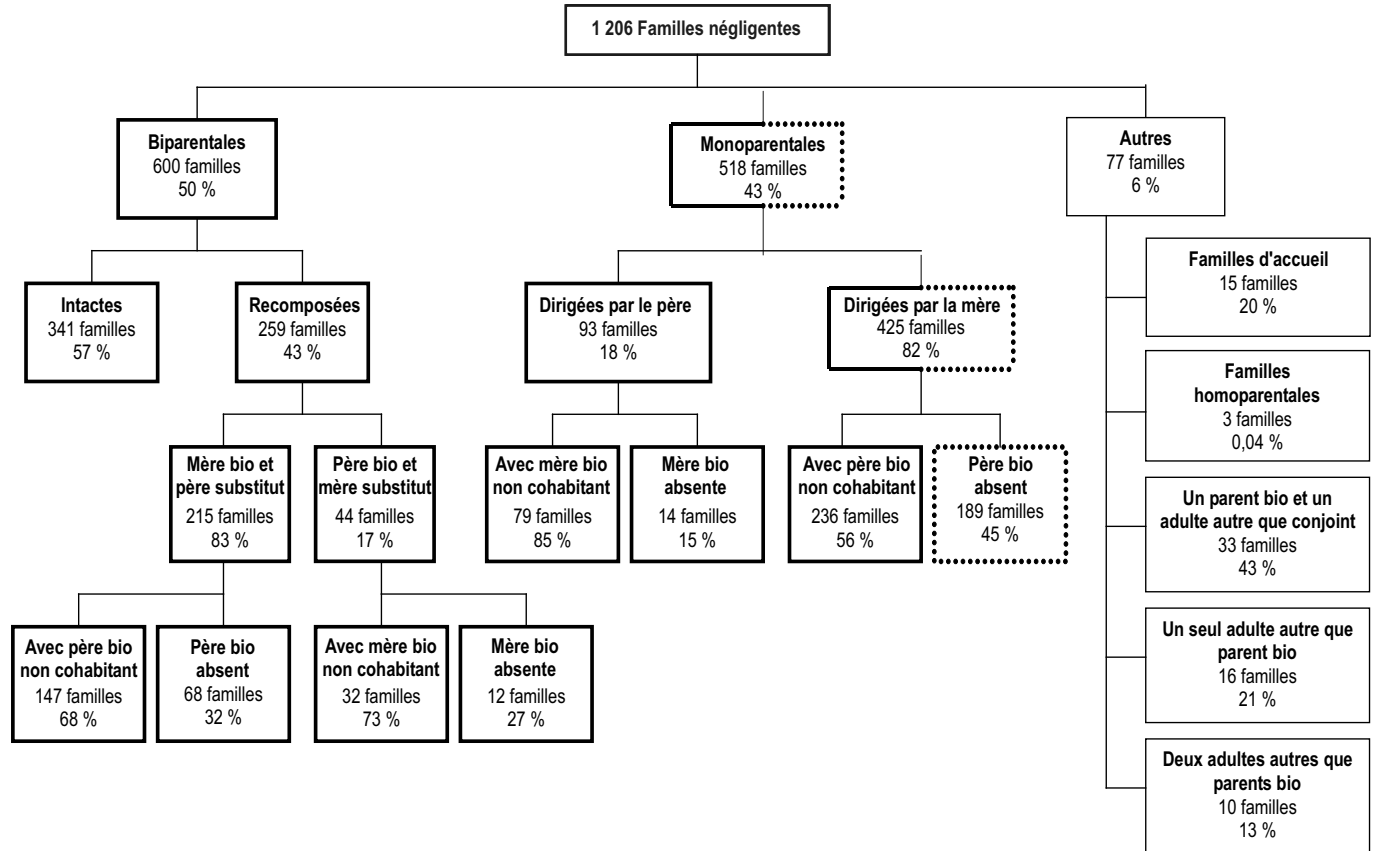 1 206 Familles négligentes
Biparentales
600 familles
50 %
Monoparentales
518 familles
43 %
Autres
77 familles
6 %
Intactes
341 familles
57 %
Recomposées
259 familles
43 %
Dirigées par le père
93 familles
18 %
Dirigées par la mère
425 familles
82 %
Mère bio et
père substitut
215 familles
83 %
Père bio et
mère substitut
44 familles
17 %
Avec mère bio
non cohabitant
79 familles
85 %
Mère bio
absente
14 familles
15 %
Avec père bio
non cohabitant
236 familles
56 %
Père bio
absent
189 familles
45 %
Avec père bio
non cohabitant
147 familles
68 %
Père bio
absent
68 familles
32 %
Avec mère bio
non cohabitant
32 familles
73 %
Mère bio
absente
12 familles
27 %
Familles d'accueil
15 familles
20 %
Familles
homoparentales
3 familles
0,04 %
Un parent bio et un
adulte autre que conjoint
33 familles
43 %
Un seul adulte autre que
parent bio
16 familles
21 %
Deux adultes autres que
parents bio
10 familles
13 %